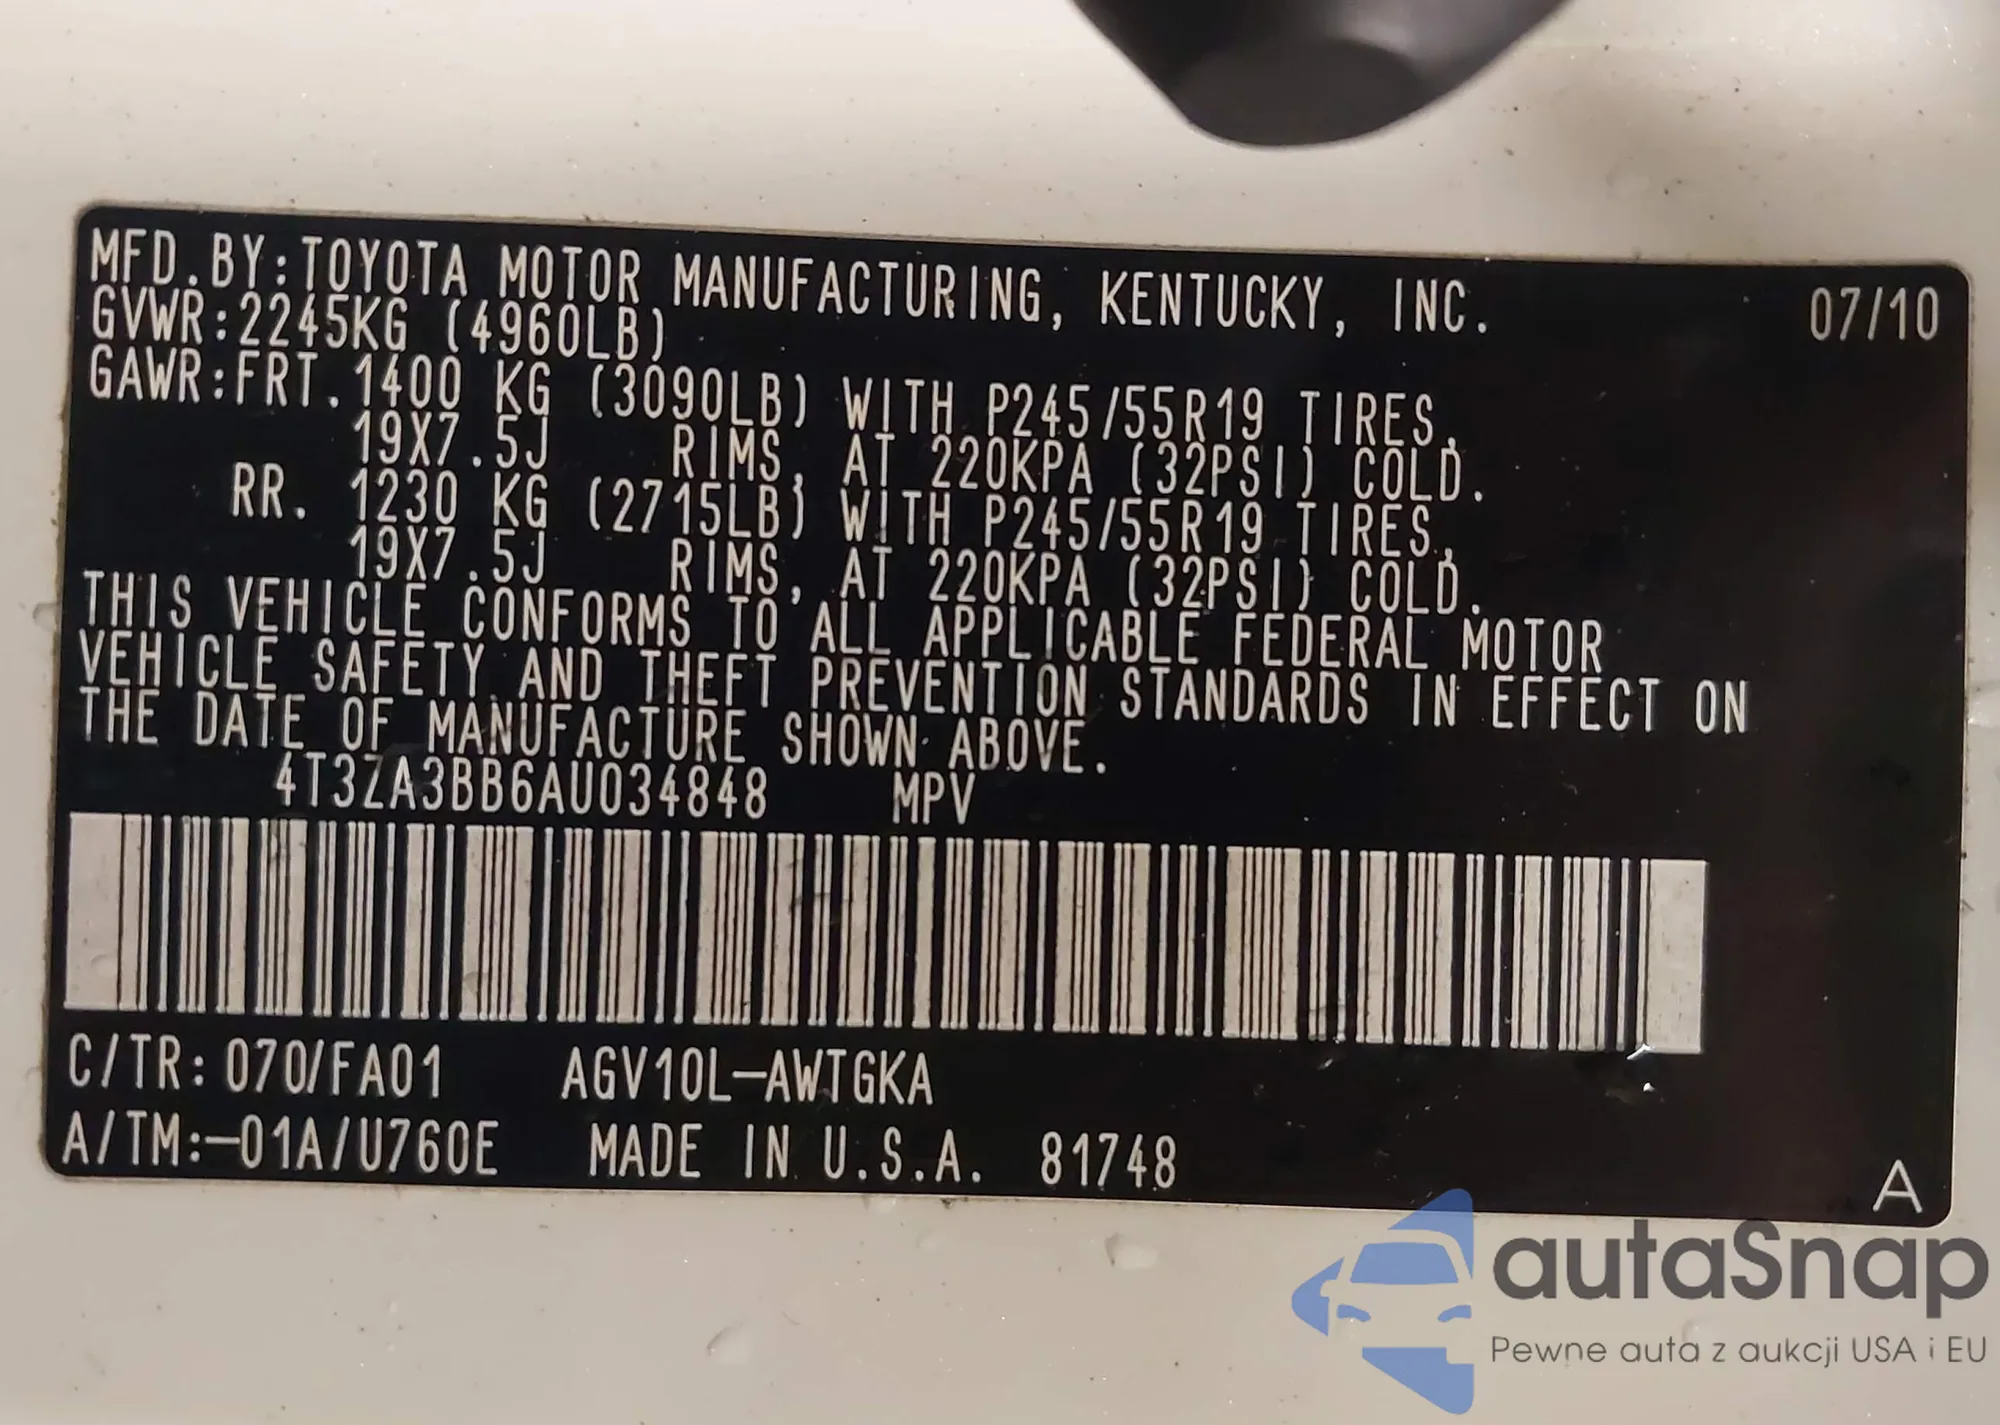 MFD.BY:TOYOTA MOTOR MANUFACTURING, KENTUCKY, INC. 07/10
GVWR:2245KG (4960LB)
GAWR:FRT.1400 KG (3090LB) WITH P245/55R19 TIRES,
19X7.5J RIMS, AT 220KPA (32PSI) COLD.
RR. 1230 KG (2715LB) WITH P245/55R19 TIRES,
19X7.5J RIMS, AT 220KPA (32PSI) COLD.
THIS VEHICLE CONFORMS TO ALL APPLICABLE FEDERAL MOTOR
VEHICLE SAFETY AND THEFT PREVENTION STANDARDS IN EFFECT ON
THE DATE OF MANUFACTURE SHOWN ABOVE.
4T3ZA3BB6AU034848 MPV
C/TR: 070/FA01 AGV10L-AWTGKA
A/TM:-01A/U760E MADE IN U.S.A. 81748
A
autaSnap
Pewne auta z aukcji USA i EU